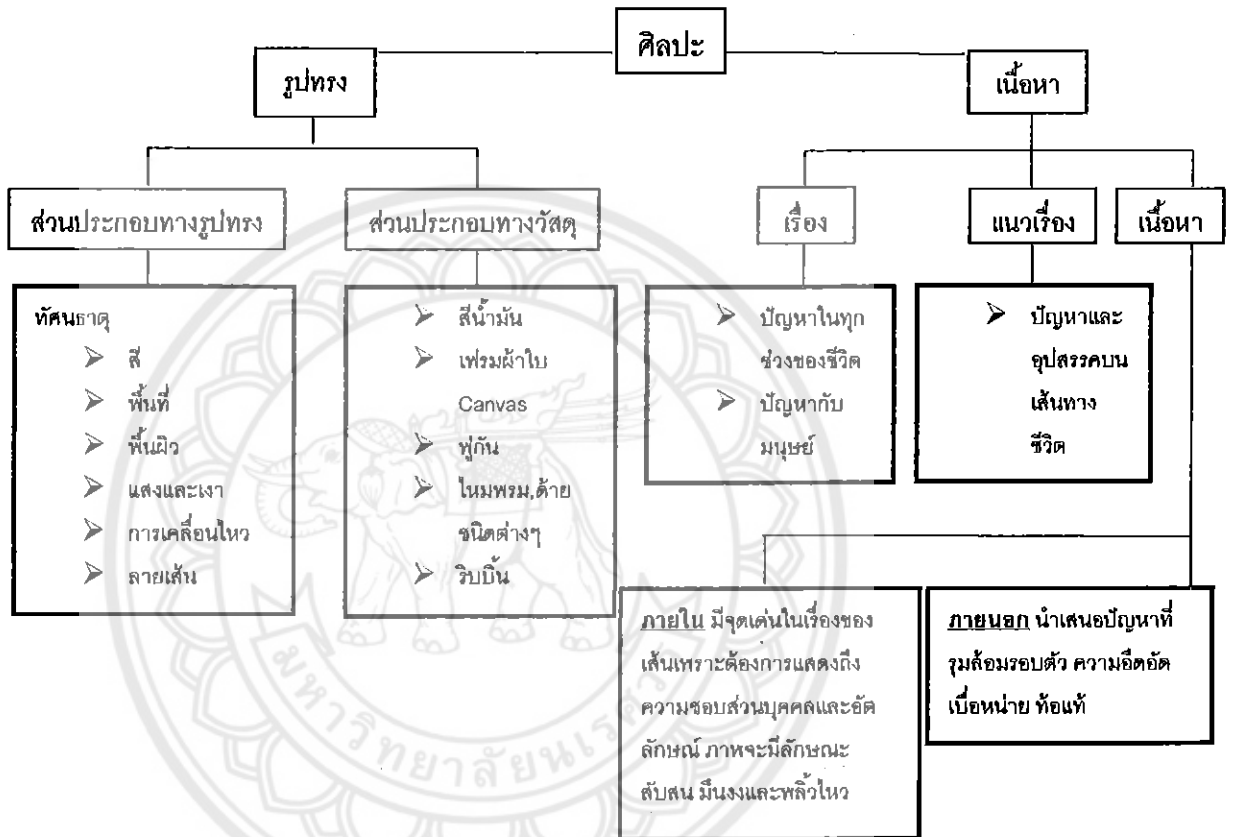 ศิลปะ
รูปทรง
เนื้อหา
ส่วนประกอบทางรูปทรง
ส่วนประกอบทางวัสดุ
เรื่อง
แนวเรื่อง
เนื้อหา
ทัศนธาตุ
➢ สี
➢ พื้นที่
➢ พื้นผิว
➢ แสงและเงา
➢ การเคลื่อนไหว
➢ ลายเส้น
➢ สีน้ำมัน
➢ เฟรมผ้าใบ
Canvas
➢ พู่กัน
➢ ไหมพรม,ด้าย
ชนิดต่างๆ
➢ ริบบิ้น
➢ ปัญหาในทุก
ช่วงของชีวิต
➢ ปัญหากับ
มนุษย์
➢ ปัญหาและ
อุปสรรคบน
เส้นทาง
ชีวิต
ภายใน มีจุดเด่นในเรื่องของ
เส้นเพราะต้องการแสดงถึง
ความชอบส่วนบุคคลและอัต
ลักษณ์ ภาพจะมีลักษณะ
สับสน มึนงงและพลิ้วไหว
ภายนอก นำเสนอปัญหาที่
รุมล้อมรอบตัว ความอึดอัด
เบื่อหน่าย ท้อแท้
มหาวิทยาลัยนเรศวร